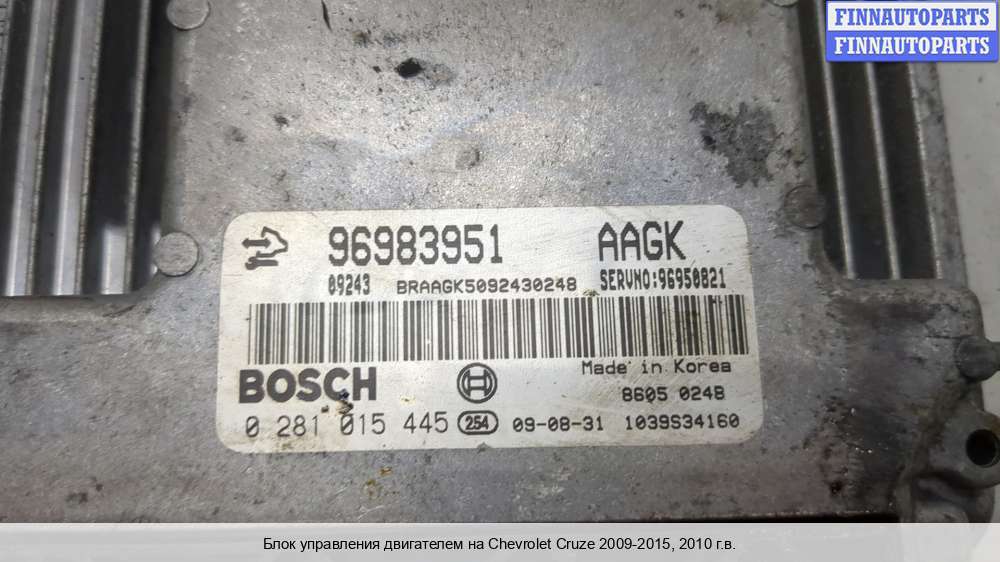 FINNAUTOPARTS
FINNAUTOPARTS
96983951 AAGK
09243 BRAAGK5092430248 SERVNO:96950821
Made in Korea
BOSCH
8605 0248
0 281 015 445 254 09-08-31 1039S34160
Блок управления двигателем на Chevrolet Cruze 2009-2015, 2010 г.в.